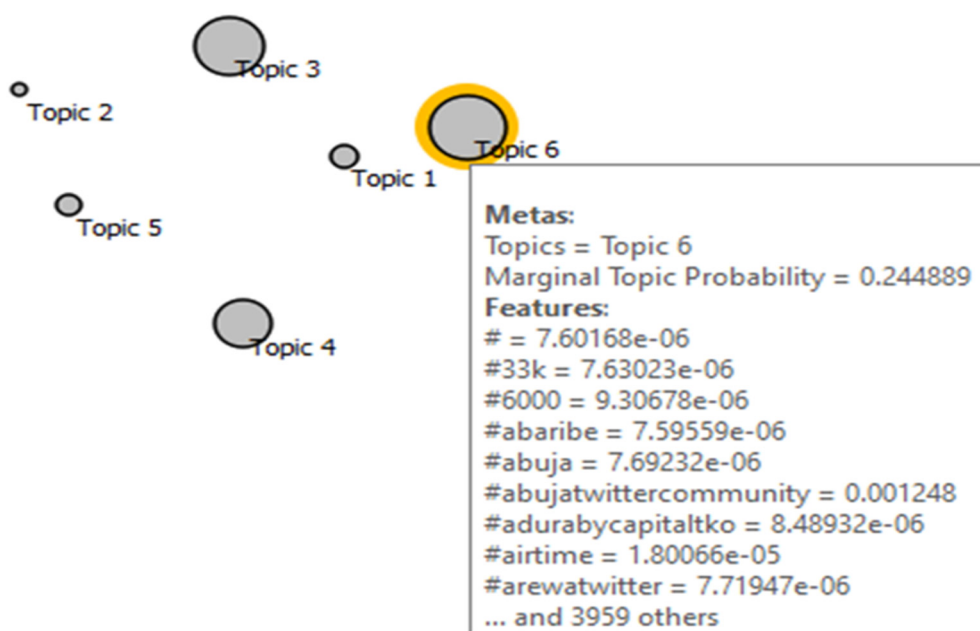 Topic 3
Topic 2
Topic 6
Topic 1
Topic 5
Topic 4
Metas:
Topics = Topic 6
Marginal Topic Probability = 0.244889
Features:
# = 7.60168e-06
#33k = 7.63023e-06
#6000 = 9.30678e-06
#abaribe = 7.59559e-06
#abuja = 7.69232e-06
#abujatwittercommunity = 0.001248
#adurabycapitaltko = 8.48932e-06
#airtime = 1.80066e-05
#arewatwitter = 7.71947e-06
... and 3959 others